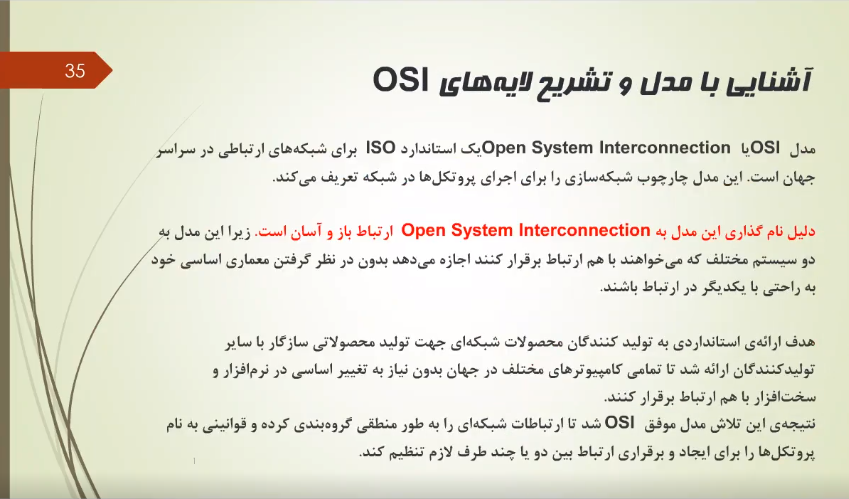 35
آشنایی با مدل و تشریح لایه‌های OSI
مدل OSIیا Open System Interconnectionیک استاندارد ISO برای شبکه‌های ارتباطی در سراسر
جهان است. این مدل چارچوب شبکه‌سازی را برای اجرای پروتکل‌ها در شبکه تعریف می‌کند.
دلیل نام گذاری این مدل به Open System Interconnection ارتباط باز و آسان است. زیرا این مدل به
دو سیستم مختلف که می‌خواهند با هم ارتباط برقرار کنند اجازه می‌دهد بدون در نظر گرفتن معماری اساسی خود
به راحتی با یکدیگر در ارتباط باشند.
هدف ارائه‌ی استانداردی به تولید کنندگان محصولات شبکه‌ای جهت تولید محصولاتی سازگار با سایر
تولیدکنندگان ارائه شد تا تمامی کامپیوترهای مختلف در جهان بدون نیاز به تغییر اساسی در نرم‌افزار و
سخت‌افزار با هم ارتباط برقرار کنند.
نتیجه‌ی این تلاش مدل موفق OSI شد تا ارتباطات شبکه‌ای را به طور منطقی گروه‌بندی کرده و قوانینی به نام
پروتکل‌ها را برای ایجاد و برقراری ارتباط بین دو یا چند طرف لازم تنظیم کند.